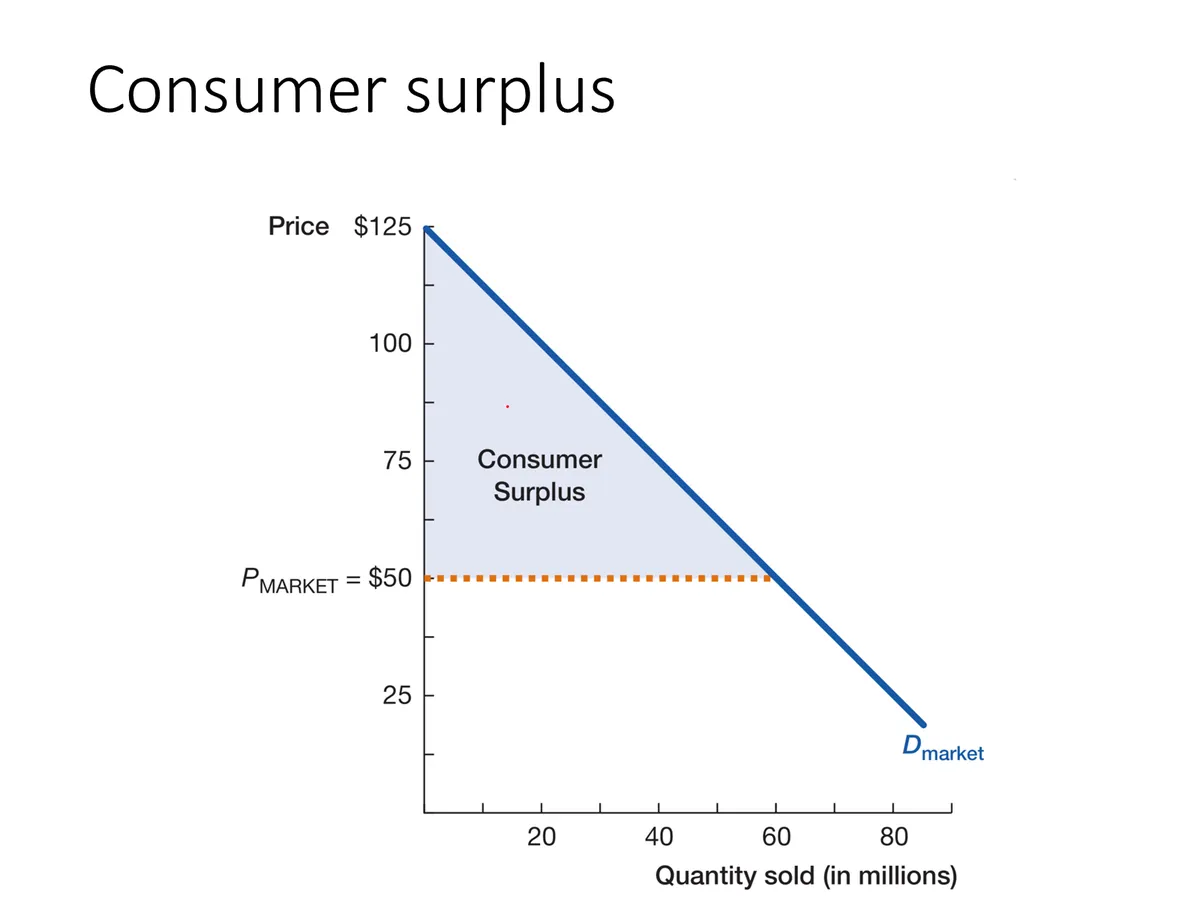 Consumer surplus
Price $125
100
75
Consumer
Surplus
PMARKET = $50
25
Dmarket
20 40 60 80
Quantity sold (in millions)